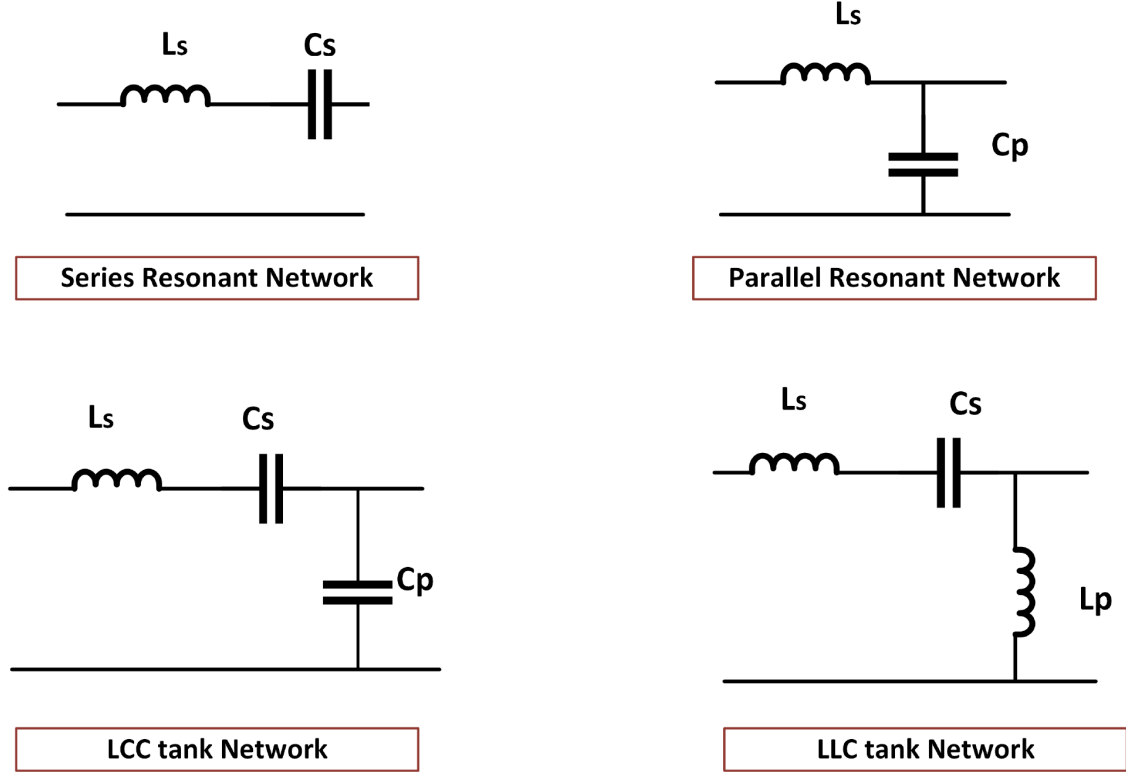 Ls
Cs
Series Resonant Network
Ls
Cp
Parallel Resonant Network
Ls
Cs
Cp
LCC tank Network
Ls
Cs
Lp
LLC tank Network